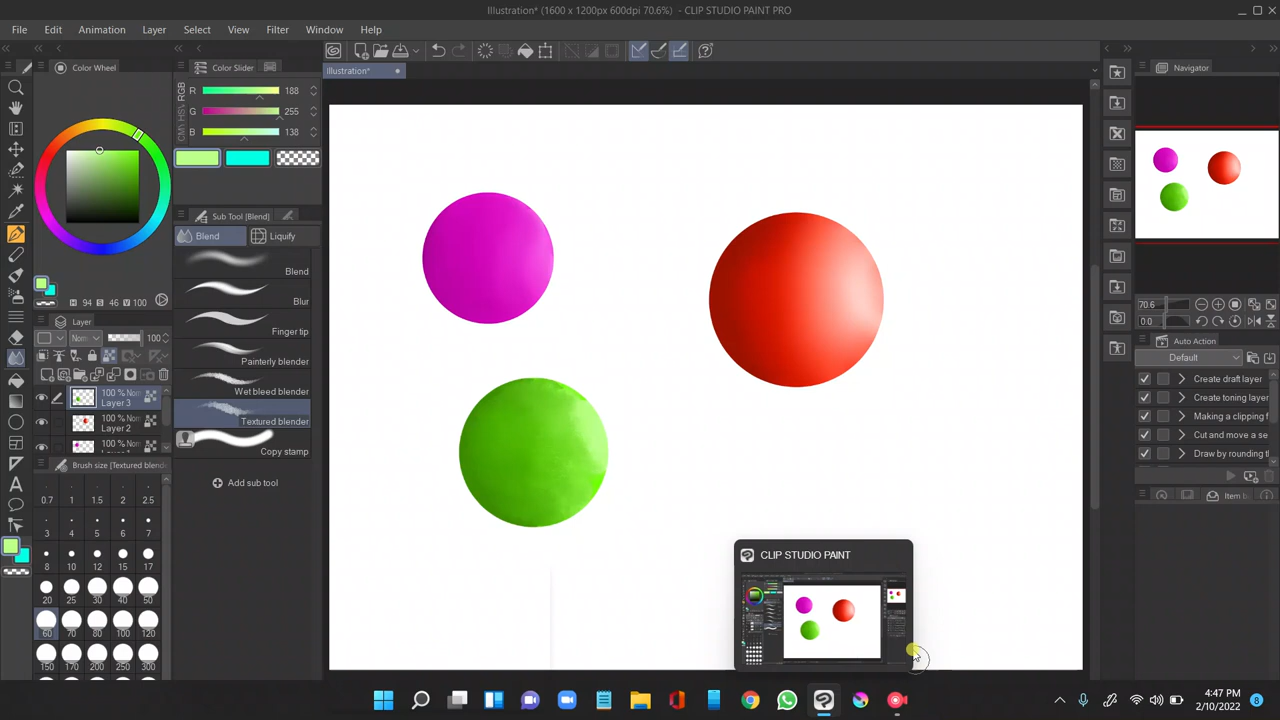 Illustration* (1600 x 1200px 600dpi 70.6%) - CLIP STUDIO PAINT PRO
File Edit Animation Layer Select View Filter Window Help
Illustration*
Color Wheel
Color Slider
RGB
R 188
G 255
B 138
H 94 S 46 V 100
Sub Tool [Blend]
Blend Liquify
Blend
Blur
Finger tip
Painterly blender
Wet bleed blender
Textured blender
Copy stamp
Add sub tool
Layer
Norm 100
100 % Norm
Layer 3
100 % Norm
Layer 2
Brush size [Textured blende
0.7 1 1.5 2 2.5
3 4 5 6 7
8 10 12 15 17
20 25 30 40 50
60 70 80 100 120
150 170 200 250 300
Navigator
70.6
0.0
Auto Action
Default
Create draft layer
Create toning layer
Making a clipping f
Cut and move a se
Draw by rounding t
Item b
CLIP STUDIO PAINT
4:47 PM
2/10/2022
8